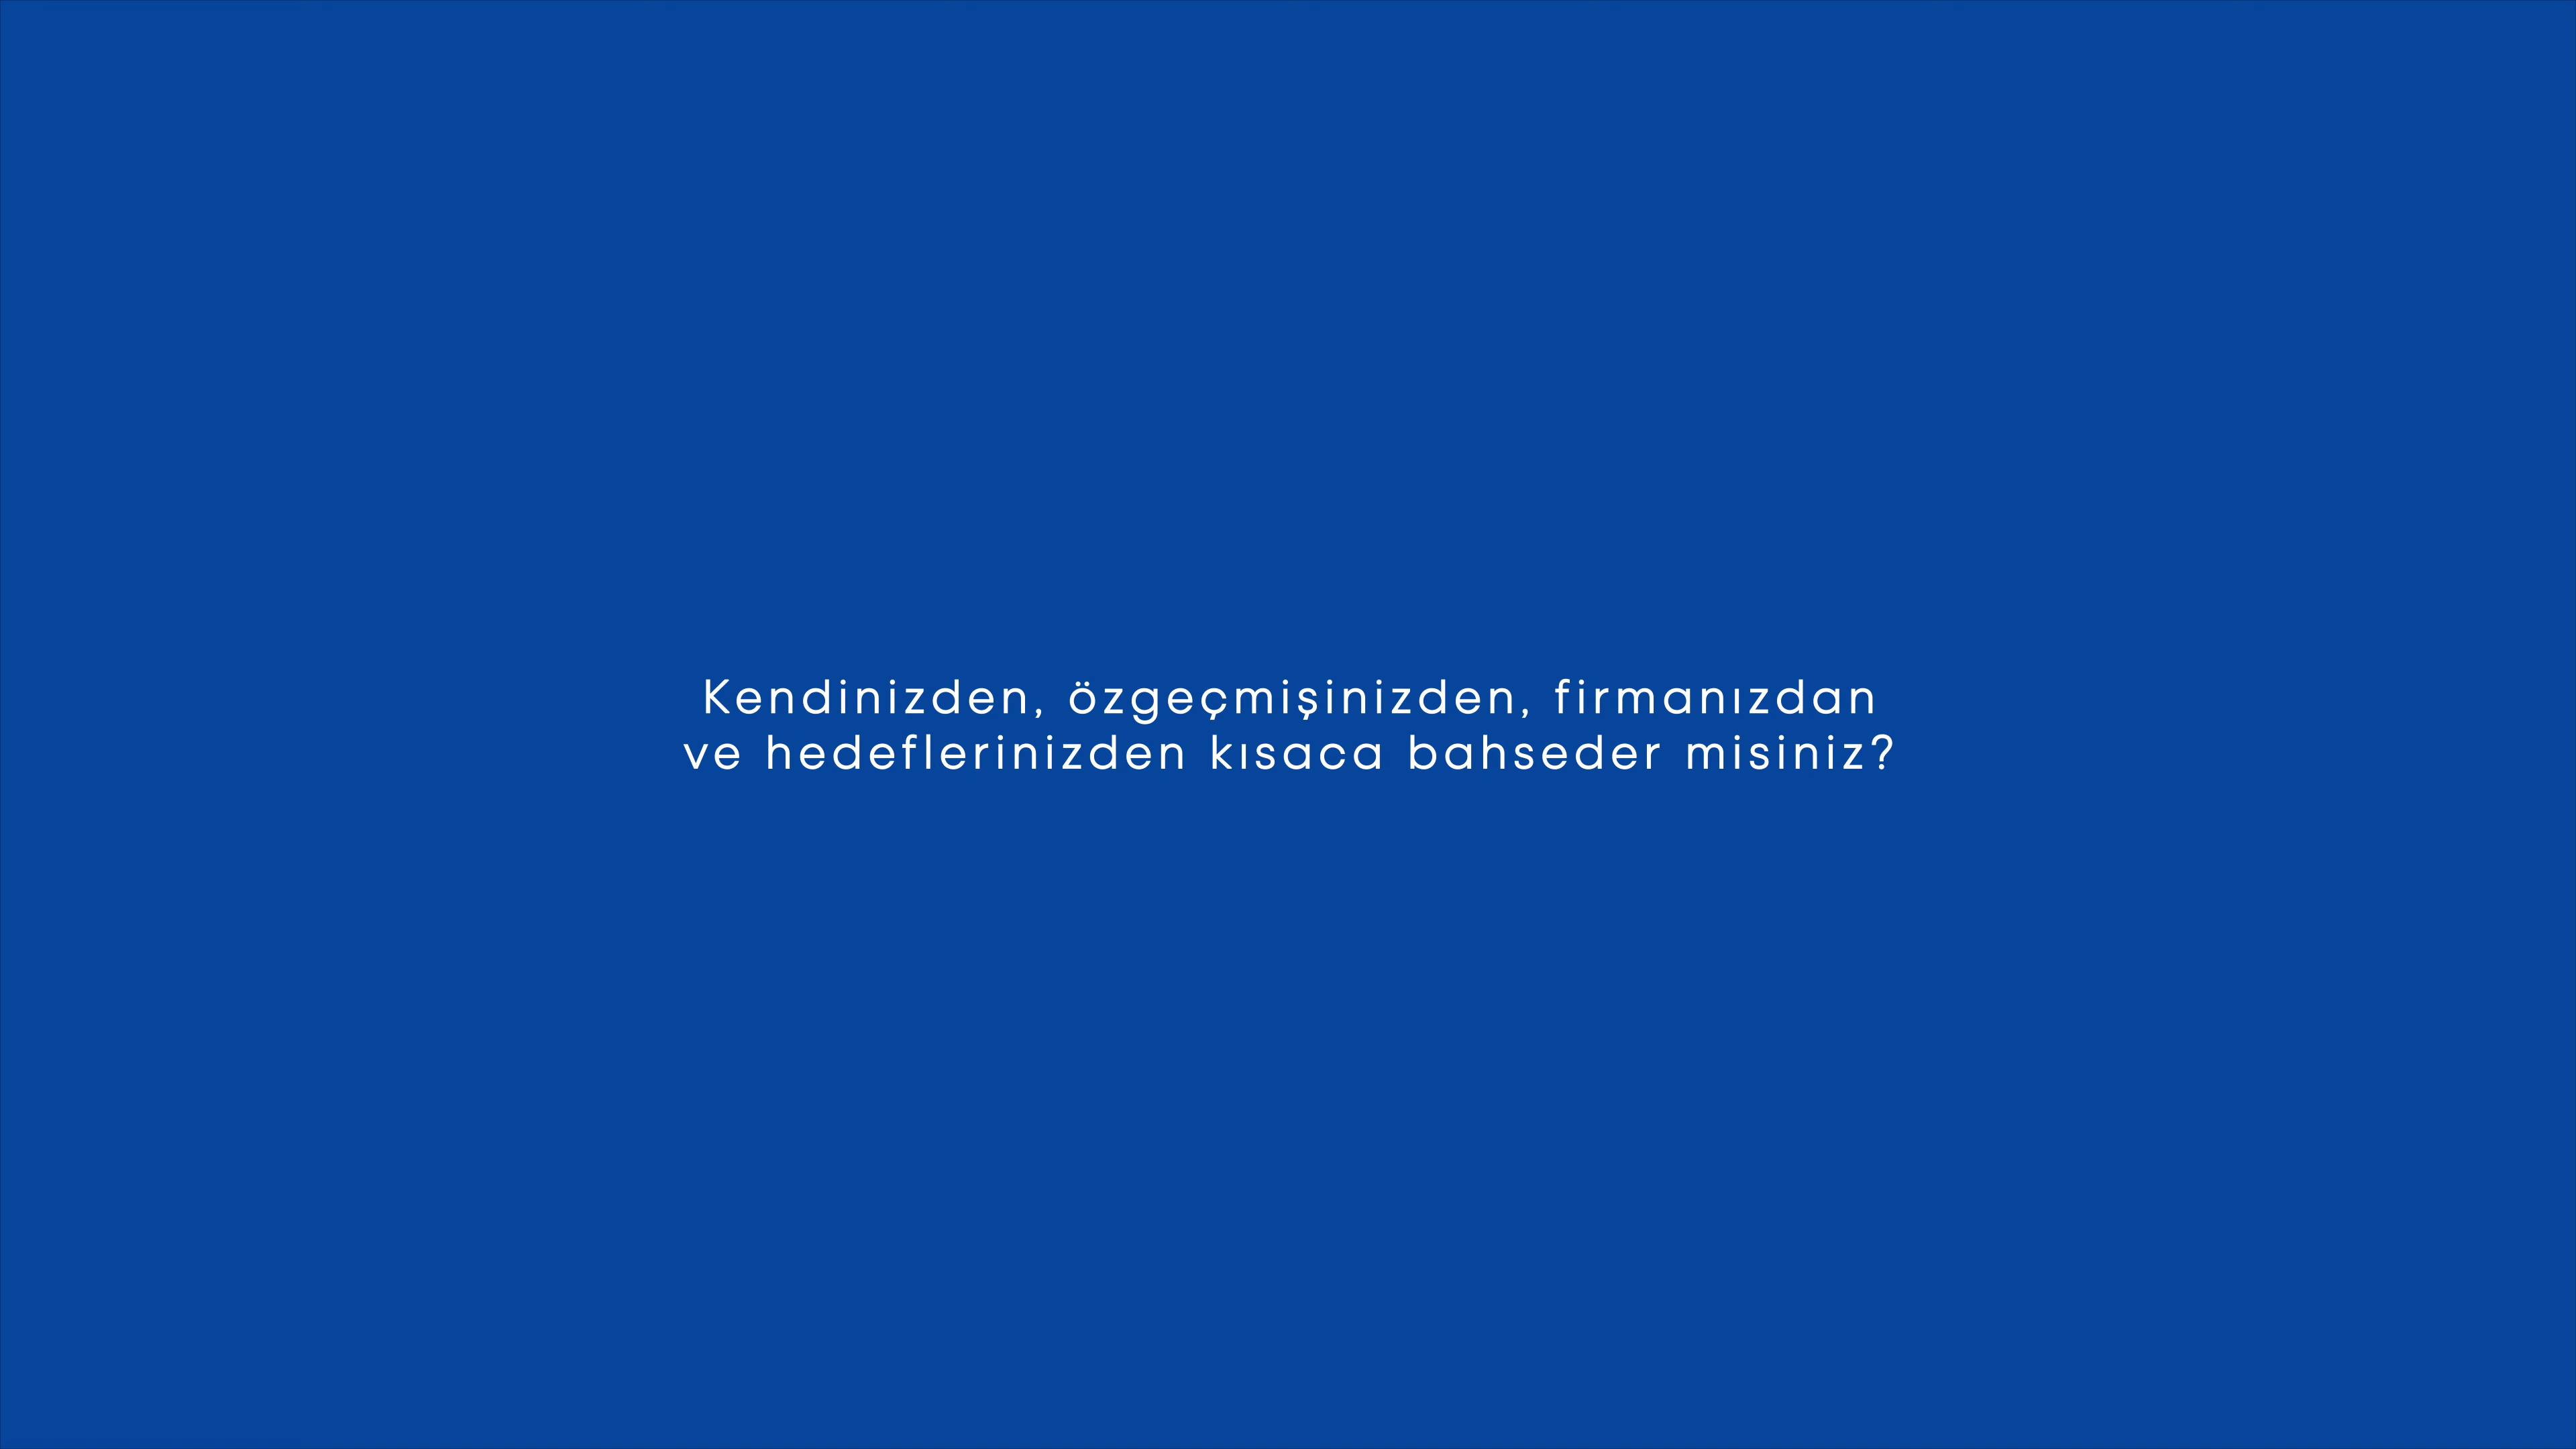 Kendinizden, özgeçmişinizden, firmanızdan
ve hedeflerinizden kısaca bahseder misiniz?